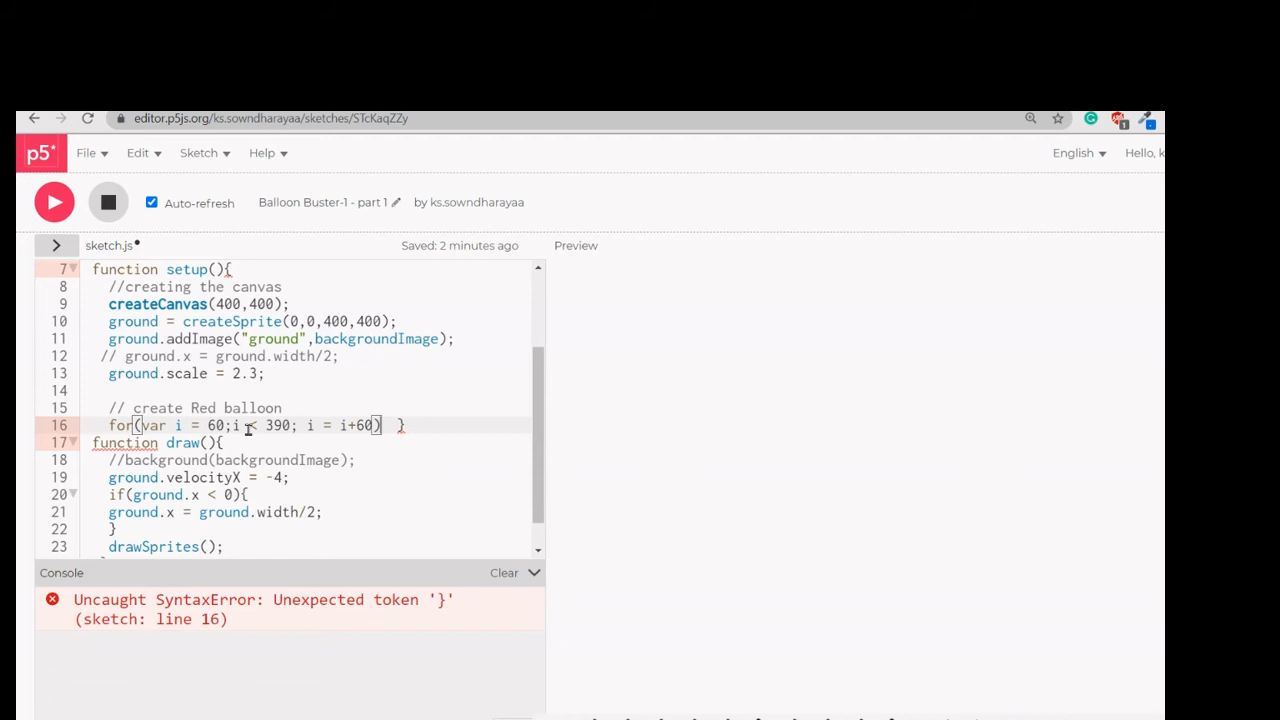 editor.p5js.org/ks.sowndharayaa/sketches/STcKaqZZy
p5* File Edit Sketch Help English Hello, k
Auto-refresh Balloon Buster-1 - part 1 by ks.sowndharayaa
sketch.js Saved: 2 minutes ago Preview
7 function setup(){
8 //creating the canvas
9 createCanvas(400,400);
10 ground = createSprite(0,0,400,400);
11 ground.addImage("ground",backgroundImage);
12 // ground.x = ground.width/2;
13 ground.scale = 2.3;
14
15 // create Red balloon
16 for(var i = 60;i < 390; i = i+60) }
17 function draw(){
18 //background(backgroundImage);
19 ground.velocityX = -4;
20 if(ground.x < 0){
21 ground.x = ground.width/2;
22 }
23 drawSprites();
Console Clear
Uncaught SyntaxError: Unexpected token '}'
(sketch: line 16)